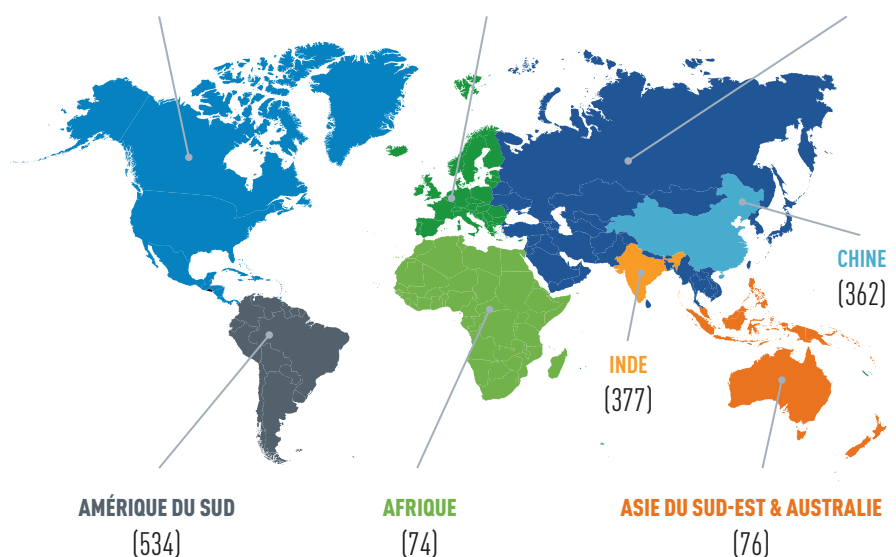 CHINE
(362)
INDE
(377)
AMÉRIQUE DU SUD
(534)
AFRIQUE
(74)
ASIE DU SUD-EST & AUSTRALIE
(76)